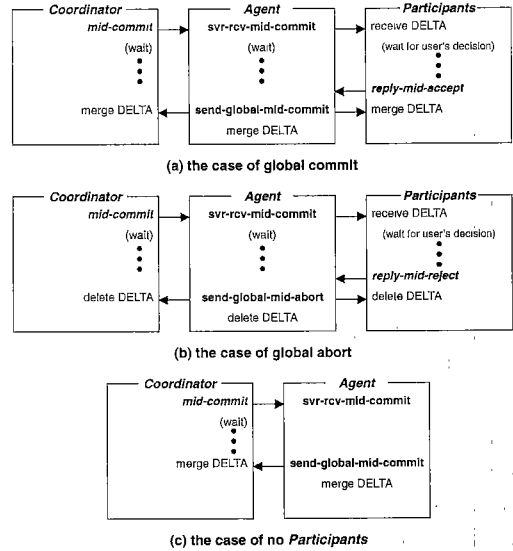 Coordinator Agent Participants
mid-commit svr-rcv-mid-commit receive DELTA
(wait) (wait) (wait for user's decision)
reply-mid-accept
merge DELTA send-global-mid-commit merge DELTA
merge DELTA
(a) the case of global commit
Coordinator Agent Participants
mid-commit svr-rcv-mid-commit receive DELTA
(wait) (wait) (wait for user's decision)
reply-mid-reject
delete DELTA send-global-mid-abort delete DELTA
delete DELTA
(b) the case of global abort
Coordinator Agent
mid-commit svr-rcv-mid-commit
(wait)
merge DELTA send-global-mid-commit
merge DELTA
(c) the case of no Participants